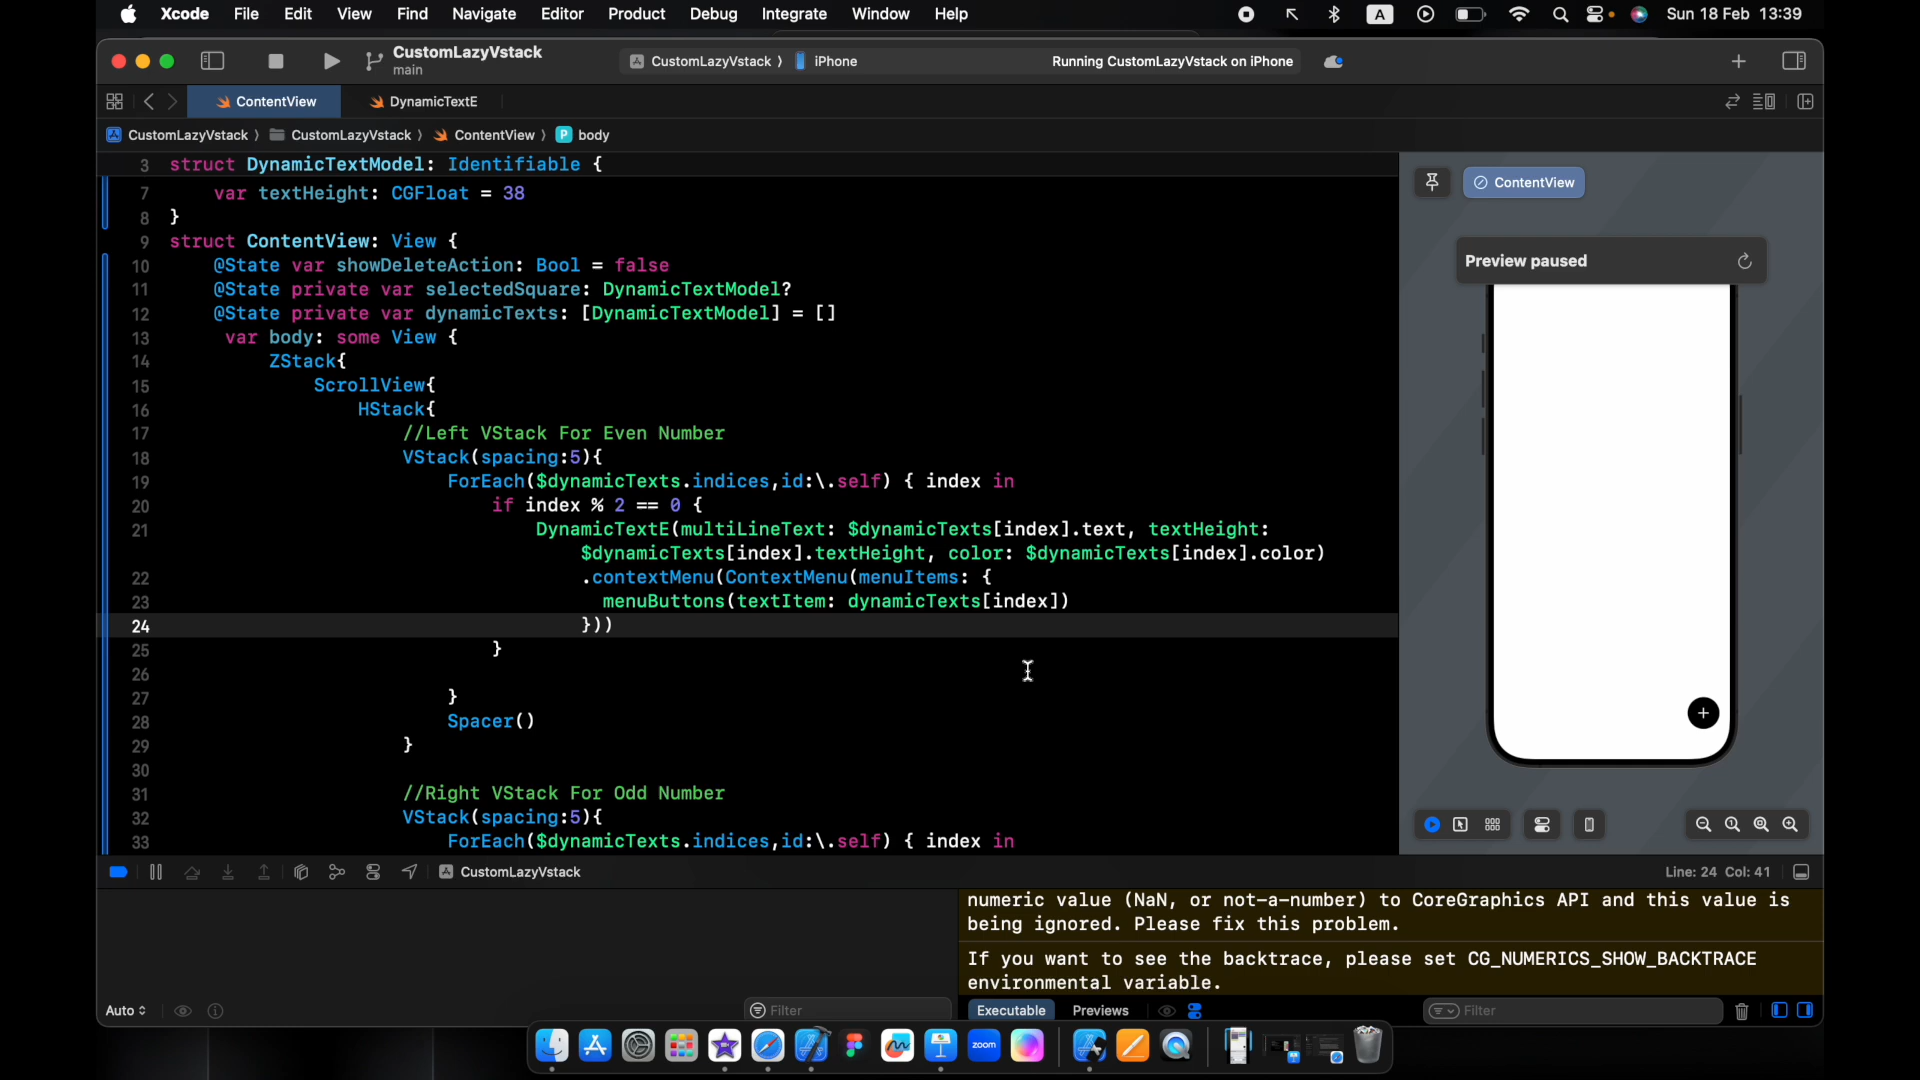 Xcode File Edit View Find Navigate Editor Product Debug Integrate Window Help A Sun 18 Feb 13:39
CustomLazyVstack
main
CustomLazyVstack 〉 iPhone Running CustomLazyVstack on iPhone
ContentView DynamicTextE
CustomLazyVstack 〉 CustomLazyVstack 〉 ContentView 〉 P body
3 struct DynamicTextModel: Identifiable {
7 var textHeight: CGFloat = 38
8 }
9 struct ContentView: View {
10 @State var showDeleteAction: Bool = false
11 @State private var selectedSquare: DynamicTextModel?
12 @State private var dynamicTexts: [DynamicTextModel] = []
13 var body: some View {
14 ZStack{
15 ScrollView{
16 HStack{
17 //Left VStack For Even Number
18 VStack(spacing:5){
19 ForEach($dynamicTexts.indices,id:\.self) { index in
20 if index % 2 == 0 {
21 DynamicTextE(multiLineText: $dynamicTexts[index].text, textHeight:
$dynamicTexts[index].textHeight, color: $dynamicTexts[index].color)
22 .contextMenu(ContextMenu(menuItems: {
23 menuButtons(textItem: dynamicTexts[index])
24 }))
25 }
26
27 }
28 Spacer()
29 }
30
31 //Right VStack For Odd Number
32 VStack(spacing:5){
33 ForEach($dynamicTexts.indices,id:\.self) { index in
ContentView
Preview paused
+
CustomLazyVstack Line: 24 Col: 41
numeric value (NaN, or not-a-number) to CoreGraphics API and this value is
being ignored. Please fix this problem.
If you want to see the backtrace, please set CG_NUMERICS_SHOW_BACKTRACE
environmental variable.
Auto Filter Executable Previews Filter
zoom